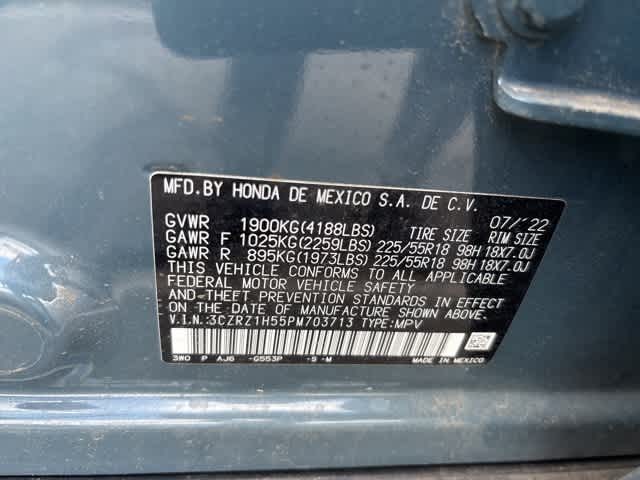 MFD.BY HONDA DE MEXICO S.A. DE C.V.
07/'22
GVWR 1900KG(4188LBS) TIRE SIZE RIM SIZE
GAWR F 1025KG(2259LBS) 225/55R18 98H 18X7.0J
GAWR R 895KG(1973LBS) 225/55R18 98H 18X7.0J
THIS VEHICLE CONFORMS TO ALL APPLICABLE
FEDERAL MOTOR VEHICLE SAFETY
AND THEFT PREVENTION STANDARDS IN EFFECT
ON THE DATE OF MANUFACTURE SHOWN ABOVE.
V.I.N.:3CZRZ1H55PM703713 TYPE:MPV
3W0 P AJG -G553P -S -M MADE IN MEXICO